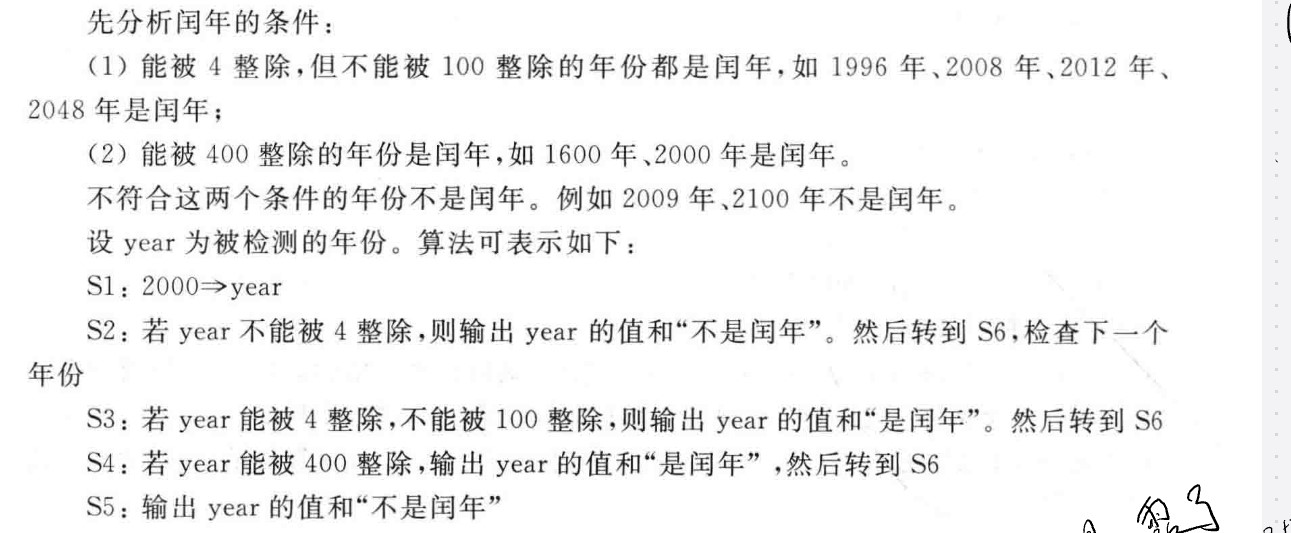 先分析闰年的条件：
（1）能被 4 整除，但不能被 100 整除的年份都是闰年，如 1996 年、2008 年、2012 年、
2048 年是闰年；
（2）能被 400 整除的年份是闰年，如 1600 年、2000 年是闰年。
不符合这两个条件的年份不是闰年。例如 2009 年、2100 年不是闰年。
设 year 为被检测的年份。算法可表示如下：
S1：2000⇒year
S2：若 year 不能被 4 整除，则输出 year 的值和“不是闰年”。然后转到 S6，检查下一个
年份
S3：若 year 能被 4 整除，不能被 100 整除，则输出 year 的值和“是闰年”。然后转到 S6
S4：若 year 能被 400 整除，输出 year 的值和“是闰年”，然后转到 S6
S5：输出 year 的值和“不是闰年”